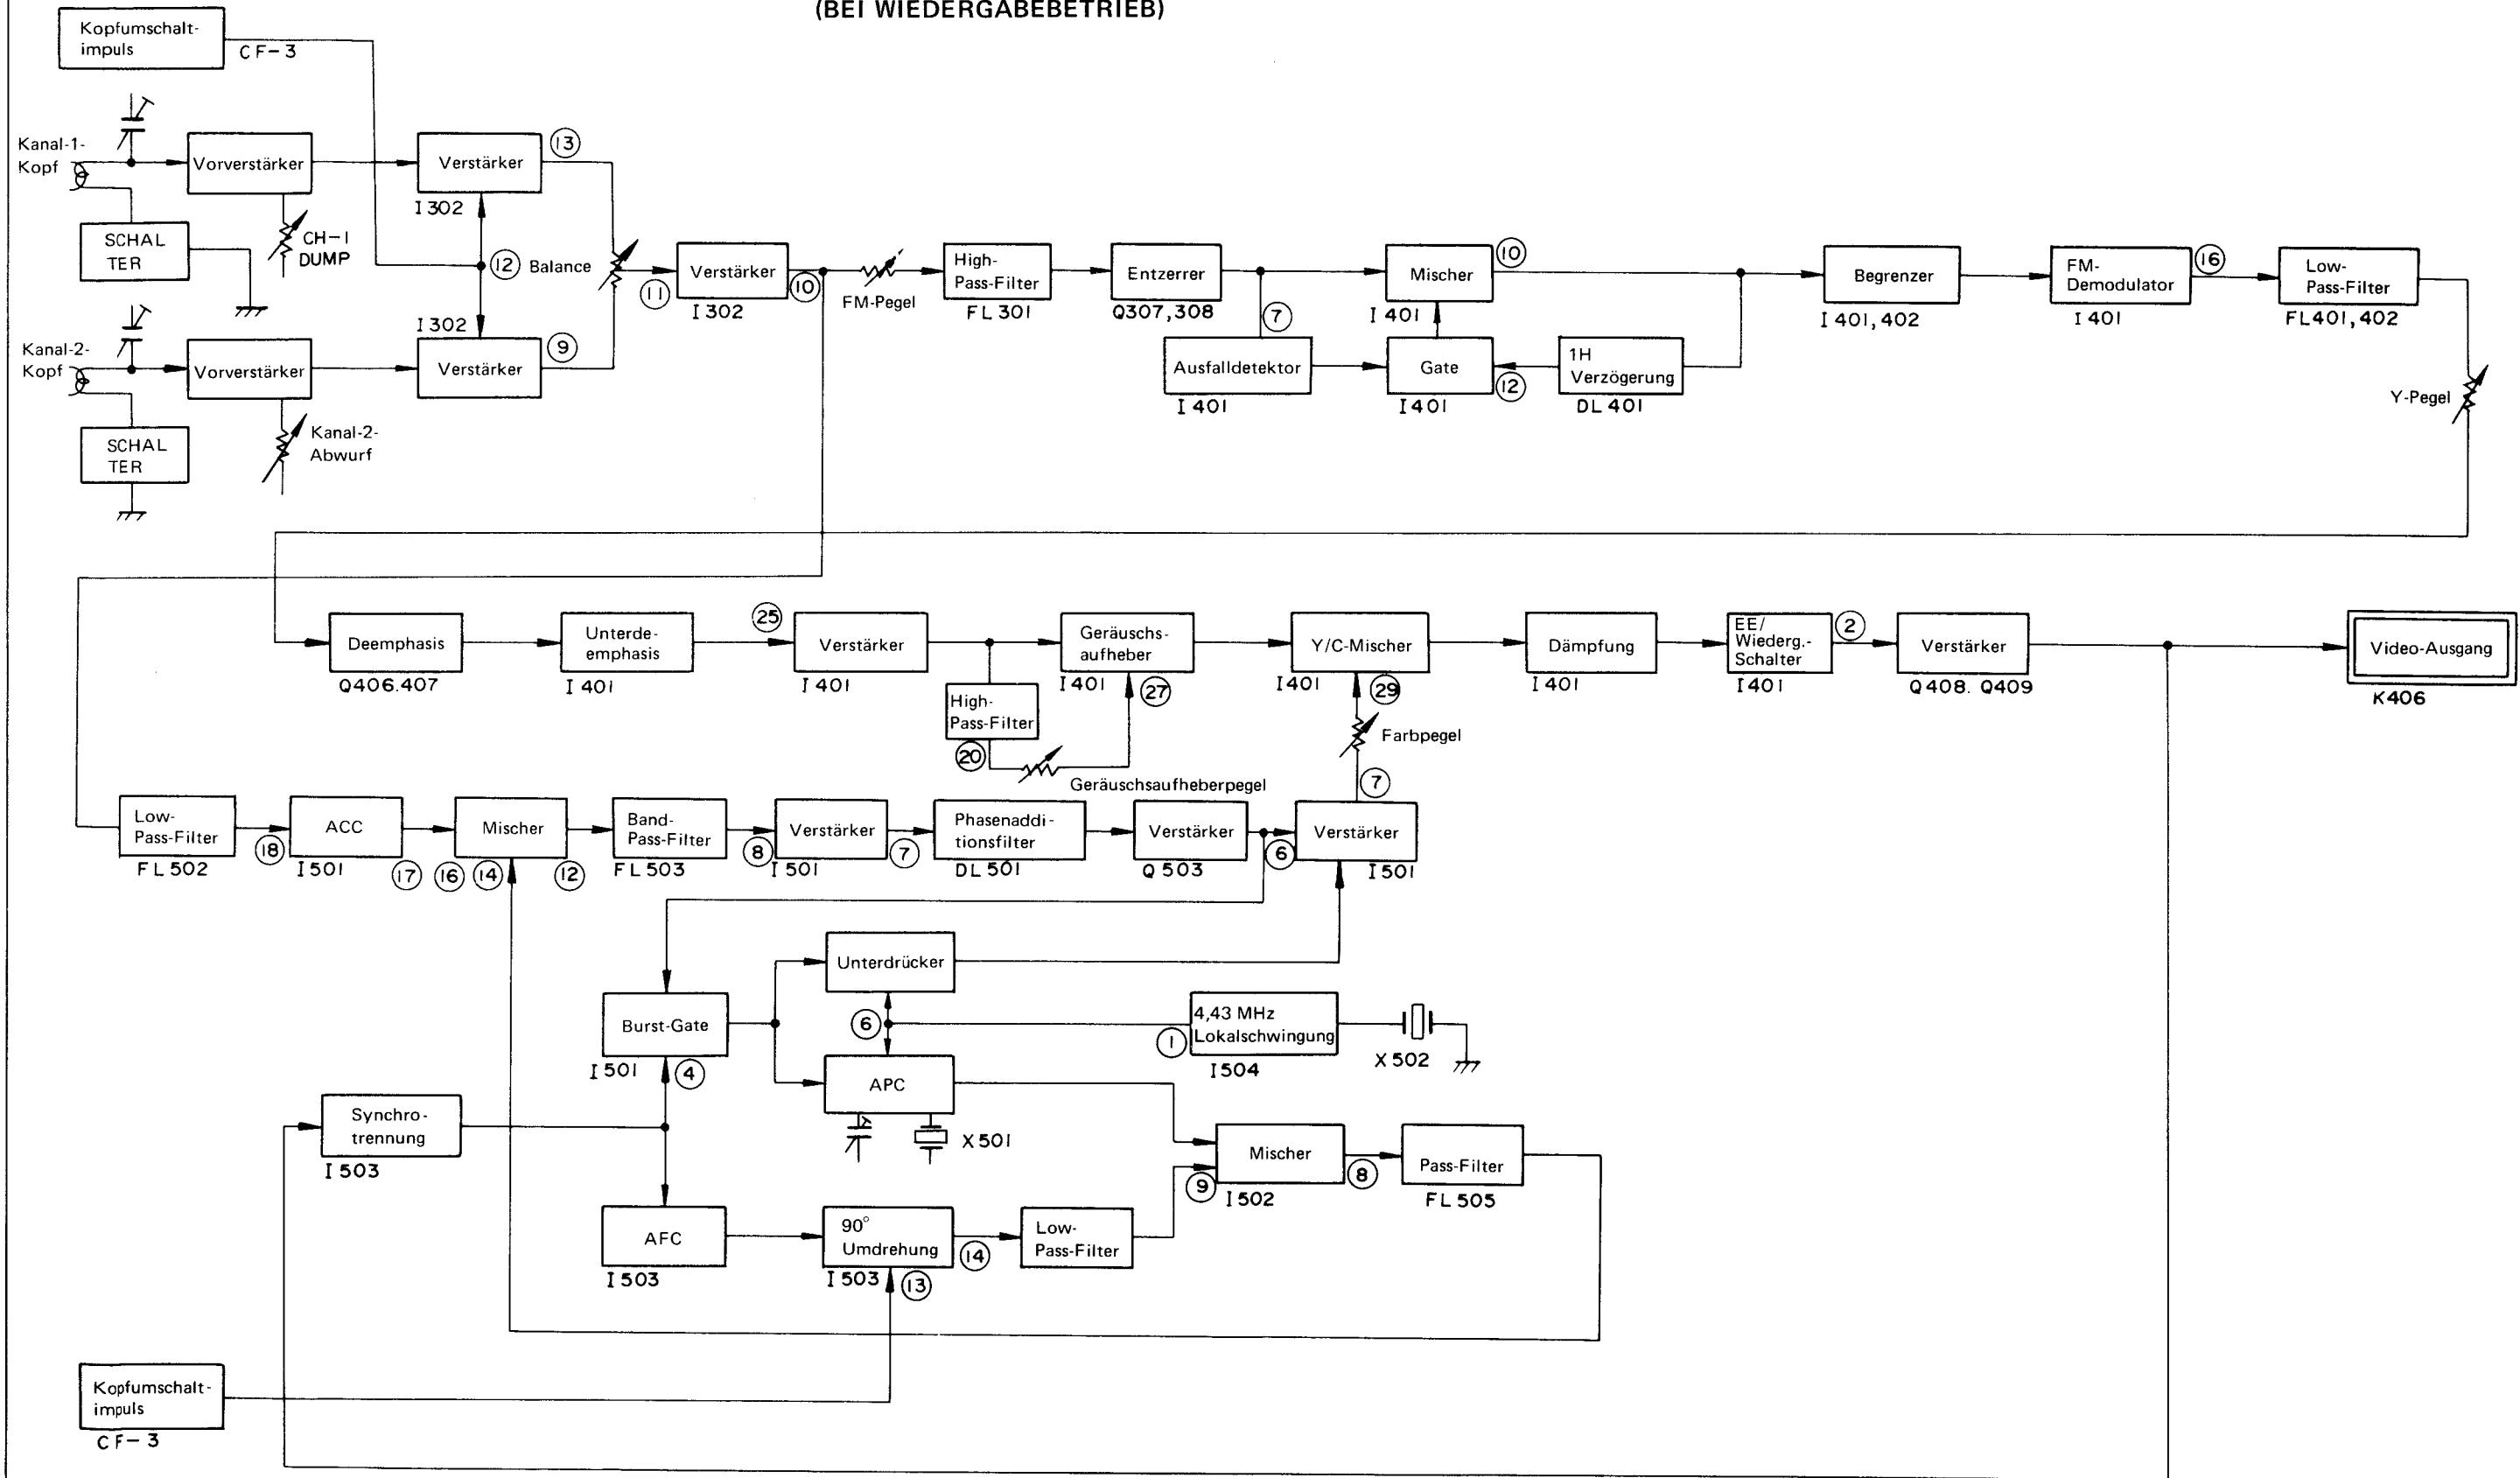 (BEI WIEDERGABEBETRIEB)
Kopfumschalt-
impuls
CF-3
Kanal-1-
Kopf
Vorverstärker
Verstärker
13
I 302
SCHAL
TER
CH-1
DUMP
12
Balance
11
Verstärker
10
I 302
FM-Pegel
High-
Pass-Filter
FL 301
Entzerrer
Q307,308
7
Mischer
10
I 401
Begrenzer
I 401, 402
FM-
Demodulator
16
I 401
Low-
Pass-Filter
FL401, 402
Kanal-2-
Kopf
Vorverstärker
I 302
Verstärker
9
Ausfalldetektor
I 401
Gate
12
I 401
1H
Verzögerung
DL 401
Y-Pegel
SCHAL
TER
Kanal-2-
Abwurf
Deemphasis
Q406.407
Unterde-
emphasis
I 401
25
Verstärker
I 401
High-
Pass-Filter
20
Geräuschs-
aufheber
I 401
27
Geräuschsaufheberpegel
Y/C-Mischer
I 401
29
Farbpegel
7
Dämpfung
I 401
EE/
Wiederg.-
Schalter
I 401
2
Verstärker
Q408. Q409
Video-Ausgang
K406
Low-
Pass-Filter
FL 502
18
ACC
I 501
17
Mischer
16
14
12
Band-
Pass-Filter
FL 503
8
Verstärker
I 501
7
Phasenaddi-
tionsfilter
DL 501
Verstärker
Q 503
6
Verstärker
I 501
Unterdrücker
Burst-Gate
I 501
4
6
4,43 MHz
Lokalschwingung
1
I 504
X 502
APC
X 501
Synchro-
trennung
I 503
Mischer
9
I 502
8
Pass-Filter
FL 505
AFC
I 503
90°
Umdrehung
I 503
13
14
Low-
Pass-Filter
Kopfumschalt-
impuls
CF-3